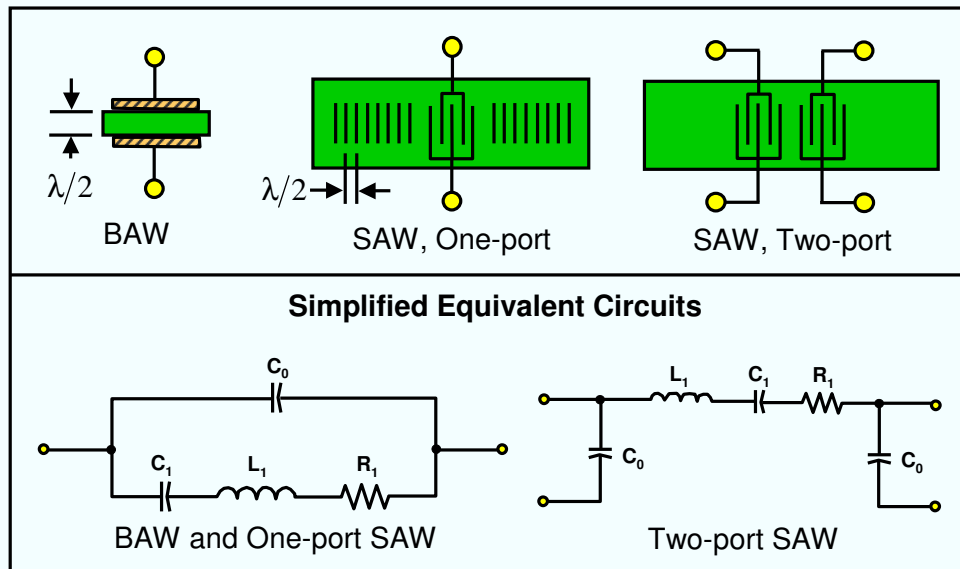 λ/2
BAW
λ/2
SAW, One-port
SAW, Two-port
Simplified Equivalent Circuits
C0
C1
L1
R1
BAW and One-port SAW
L1
C1
R1
C0
C0
Two-port SAW